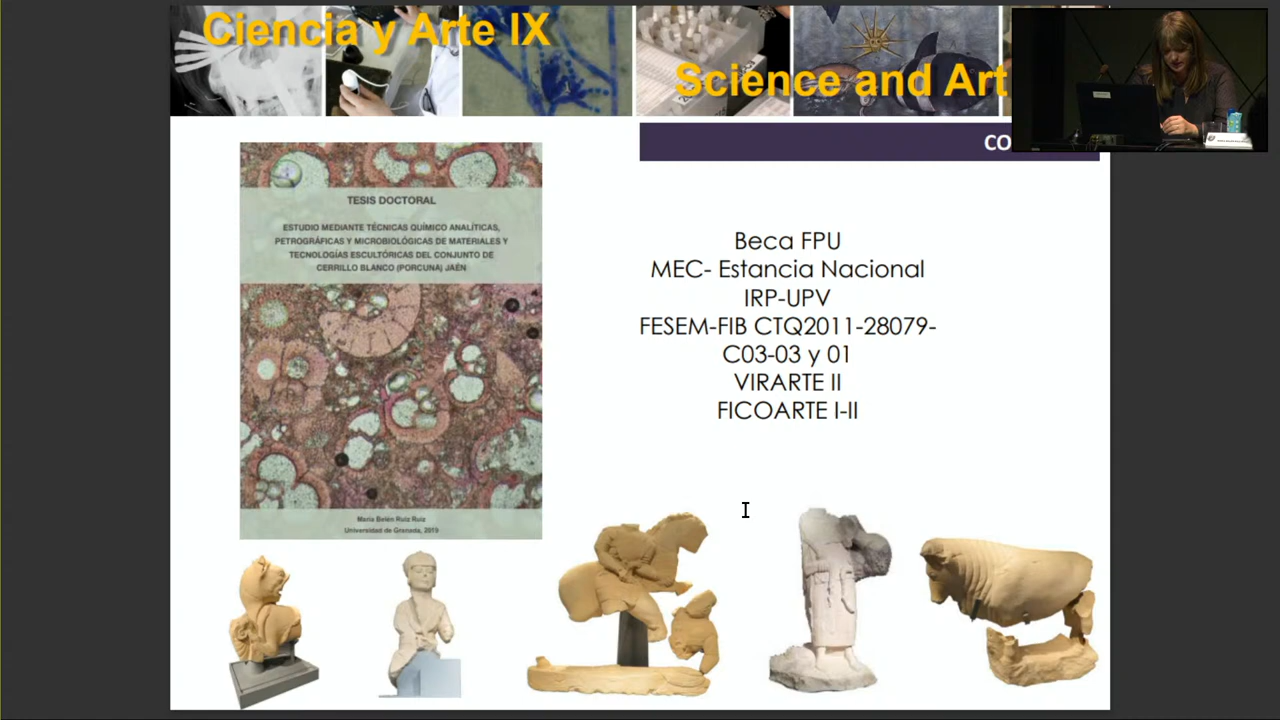 Ciencia y Arte IX
Science and Art
CO
TESIS DOCTORAL
ESTUDIO MEDIANTE TÉCNICAS QUÍMICO ANALÍTICAS,
PETROGRÁFICAS Y MICROBIOLÓGICAS DE MATERIALES Y
TECNOLOGÍAS ESCULTÓRICAS DEL CONJUNTO DE
CERRILLO BLANCO (PORCUNA) JAÉN
María Belén Ruiz Ruiz
Universidad de Granada, 2019
Beca FPU
MEC- Estancia Nacional
IRP-UPV
FESEM-FIB CTQ2011-28079-
C03-03 y 01
VIRARTE II
FICOARTE I-II